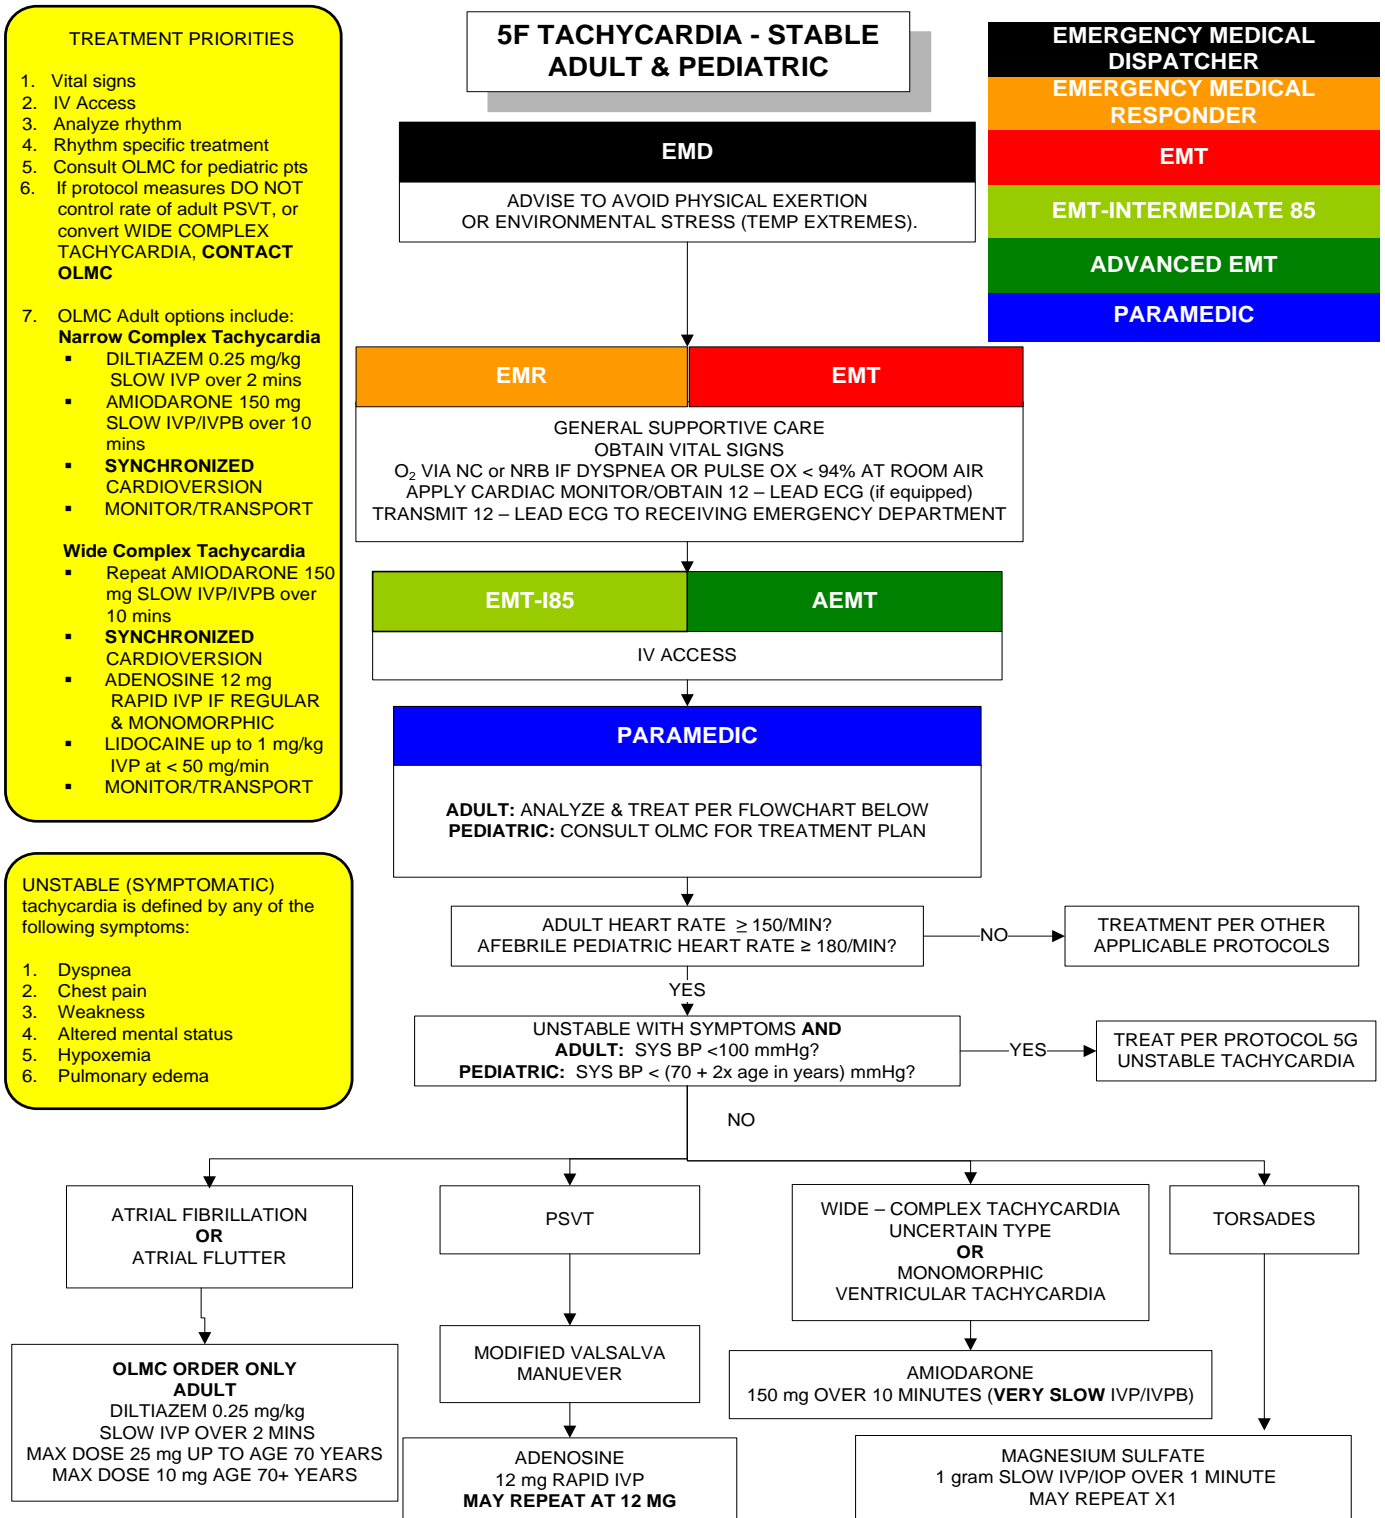 TREATMENT PRIORITIES
1. Vital signs
2. IV Access
3. Analyze rhythm
4. Rhythm specific treatment
5. Consult OLMC for pediatric pts
6. If protocol measures DO NOT
control rate of adult PSVT, or
convert WIDE COMPLEX
TACHYCARDIA, CONTACT
OLMC
7. OLMC Adult options include:
Narrow Complex Tachycardia
▪ DILTIAZEM 0.25 mg/kg
SLOW IVP over 2 mins
▪ AMIODARONE 150 mg
SLOW IVP/IVPB over 10
mins
▪ SYNCHRONIZED
CARDIOVERSION
▪ MONITOR/TRANSPORT
Wide Complex Tachycardia
▪ Repeat AMIODARONE 150
mg SLOW IVP/IVPB over
10 mins
▪ SYNCHRONIZED
CARDIOVERSION
▪ ADENOSINE 12 mg
RAPID IVP IF REGULAR
& MONOMORPHIC
▪ LIDOCAINE up to 1 mg/kg
IVP at < 50 mg/min
▪ MONITOR/TRANSPORT
UNSTABLE (SYMPTOMATIC)
tachycardia is defined by any of the
following symptoms:
1. Dyspnea
2. Chest pain
3. Weakness
4. Altered mental status
5. Hypoxemia
6. Pulmonary edema
5F TACHYCARDIA - STABLE
ADULT & PEDIATRIC
EMERGENCY MEDICAL
DISPATCHER
EMERGENCY MEDICAL
RESPONDER
EMT
EMT-INTERMEDIATE 85
ADVANCED EMT
PARAMEDIC
EMD
ADVISE TO AVOID PHYSICAL EXERTION
OR ENVIRONMENTAL STRESS (TEMP EXTREMES).
EMR
EMT
GENERAL SUPPORTIVE CARE
OBTAIN VITAL SIGNS
O₂ VIA NC or NRB IF DYSPNEA OR PULSE OX < 94% AT ROOM AIR
APPLY CARDIAC MONITOR/OBTAIN 12 – LEAD ECG (if equipped)
TRANSMIT 12 – LEAD ECG TO RECEIVING EMERGENCY DEPARTMENT
EMT-I85
AEMT
IV ACCESS
PARAMEDIC
ADULT: ANALYZE & TREAT PER FLOWCHART BELOW
PEDIATRIC: CONSULT OLMC FOR TREATMENT PLAN
ADULT HEART RATE ≥ 150/MIN?
AFEBRILE PEDIATRIC HEART RATE ≥ 180/MIN?
NO
TREATMENT PER OTHER
APPLICABLE PROTOCOLS
YES
UNSTABLE WITH SYMPTOMS AND
ADULT: SYS BP <100 mmHg?
PEDIATRIC: SYS BP < (70 + 2x age in years) mmHg?
YES
TREAT PER PROTOCOL 5G
UNSTABLE TACHYCARDIA
NO
ATRIAL FIBRILLATION
OR
ATRIAL FLUTTER
PSVT
WIDE – COMPLEX TACHYCARDIA
UNCERTAIN TYPE
OR
MONOMORPHIC
VENTRICULAR TACHYCARDIA
TORSADES
OLMC ORDER ONLY
ADULT
DILTIAZEM 0.25 mg/kg
SLOW IVP OVER 2 MINS
MAX DOSE 25 mg UP TO AGE 70 YEARS
MAX DOSE 10 mg AGE 70+ YEARS
MODIFIED VALSALVA
MANUEVER
ADENOSINE
12 mg RAPID IVP
MAY REPEAT AT 12 MG
AMIODARONE
150 mg OVER 10 MINUTES (VERY SLOW IVP/IVPB)
MAGNESIUM SULFATE
1 gram SLOW IVP/IOP OVER 1 MINUTE
MAY REPEAT X1